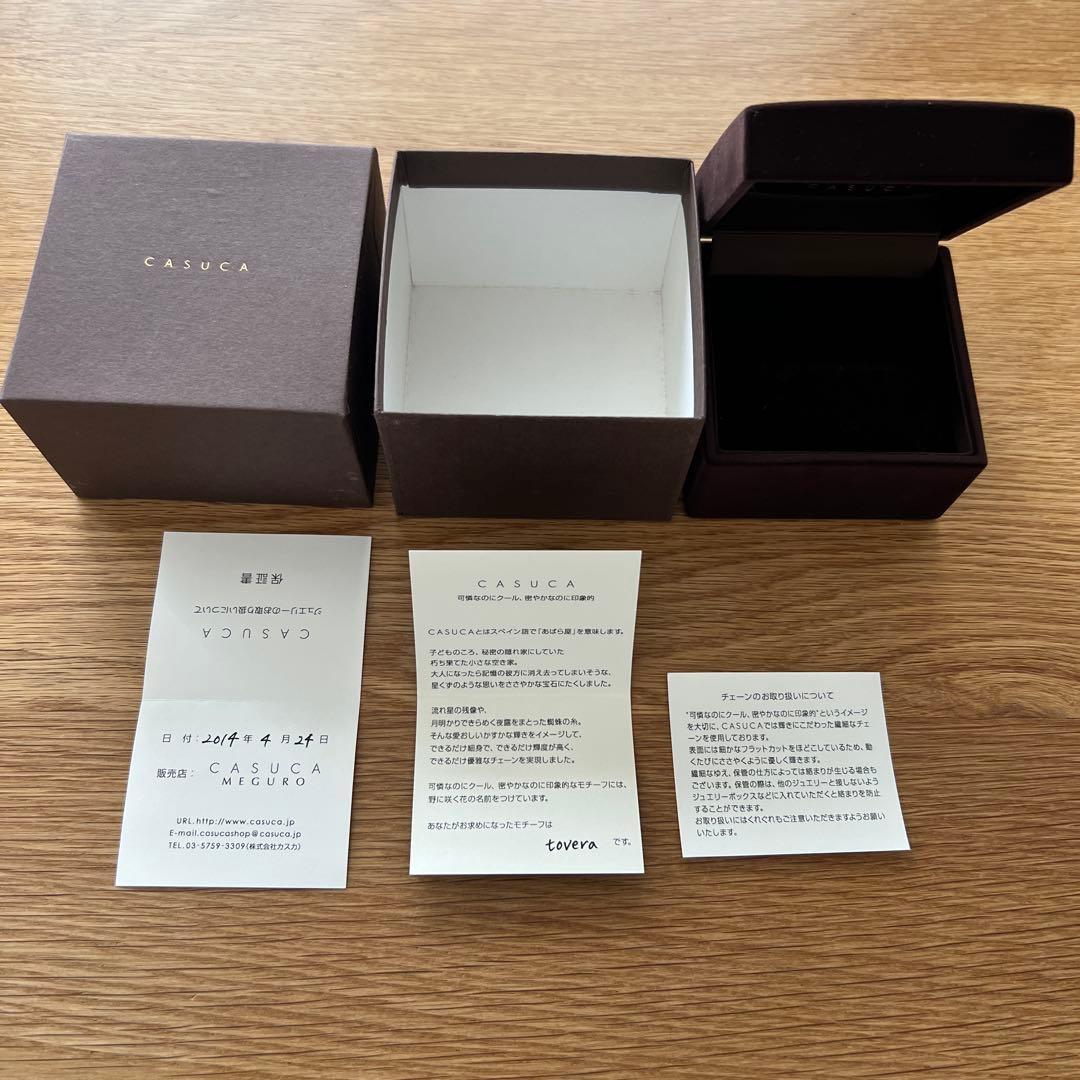 CASUCA
CASUCA
保証書
ジュエリーのお取り扱いについて
CASUCA
日 付:2014年 4 月 24 日
販売店: CASUCA
MEGURO
URL.http://www.casuca.jp
E-mail.casucashop@casuca.jp
TEL.03-5759-3309(株式会社カスカ)
CASUCA
可憐なのにクール、密やかなのに印象的
CASUCAとはスペイン語で「あばら屋」を意味します。
子どものころ、秘密の隠れ家にしていた
朽ち果てた小さな空き家。
大人になったら記憶の彼方に消え去ってしまいそうな、
星くずのような思いをささやかな宝石にたくしました。
流れ星の残像や、
月明かりできらめく夜露をまとった蜘蛛の糸。
そんな愛おしいかすかな輝きをイメージして、
できるだけ細身で、できるだけ輝度が高く、
できるだけ優雅なチェーンを実現しました。
可憐なのにクール、密やかなのに印象的なモチーフには、
野に咲く花の名前をつけています。
あなたがお求めになったモチーフは
tovera です。
チェーンのお取り扱いについて
"可憐なのにクール、密やかなのに印象的"というイメージ
を大切に、CASUCAでは輝きにこだわった繊細なチェ
ーンを使用しております。
表面には細かなフラットカットをほどこしているため、動
くたびにささやくように優しく輝きます。
繊細なゆえ、保管の仕方によっては絡まりが生じる場合も
ございます。保管の際は、他のジュエリーと接しないよう
ジュエリーボックスなどに入れていただくと絡まりを防止
することができます。
お取り扱いにはくれぐれもご注意いただきますようお願い
いたします。